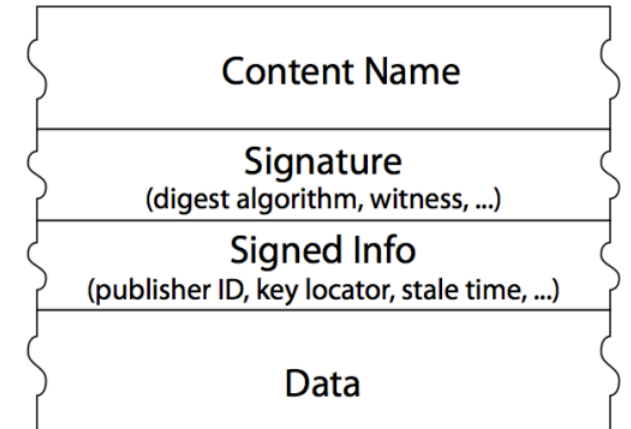 Content Name
Signature
(digest algorithm, witness, ...)
Signed Info
(publisher ID, key locator, stale time, ...)
Data